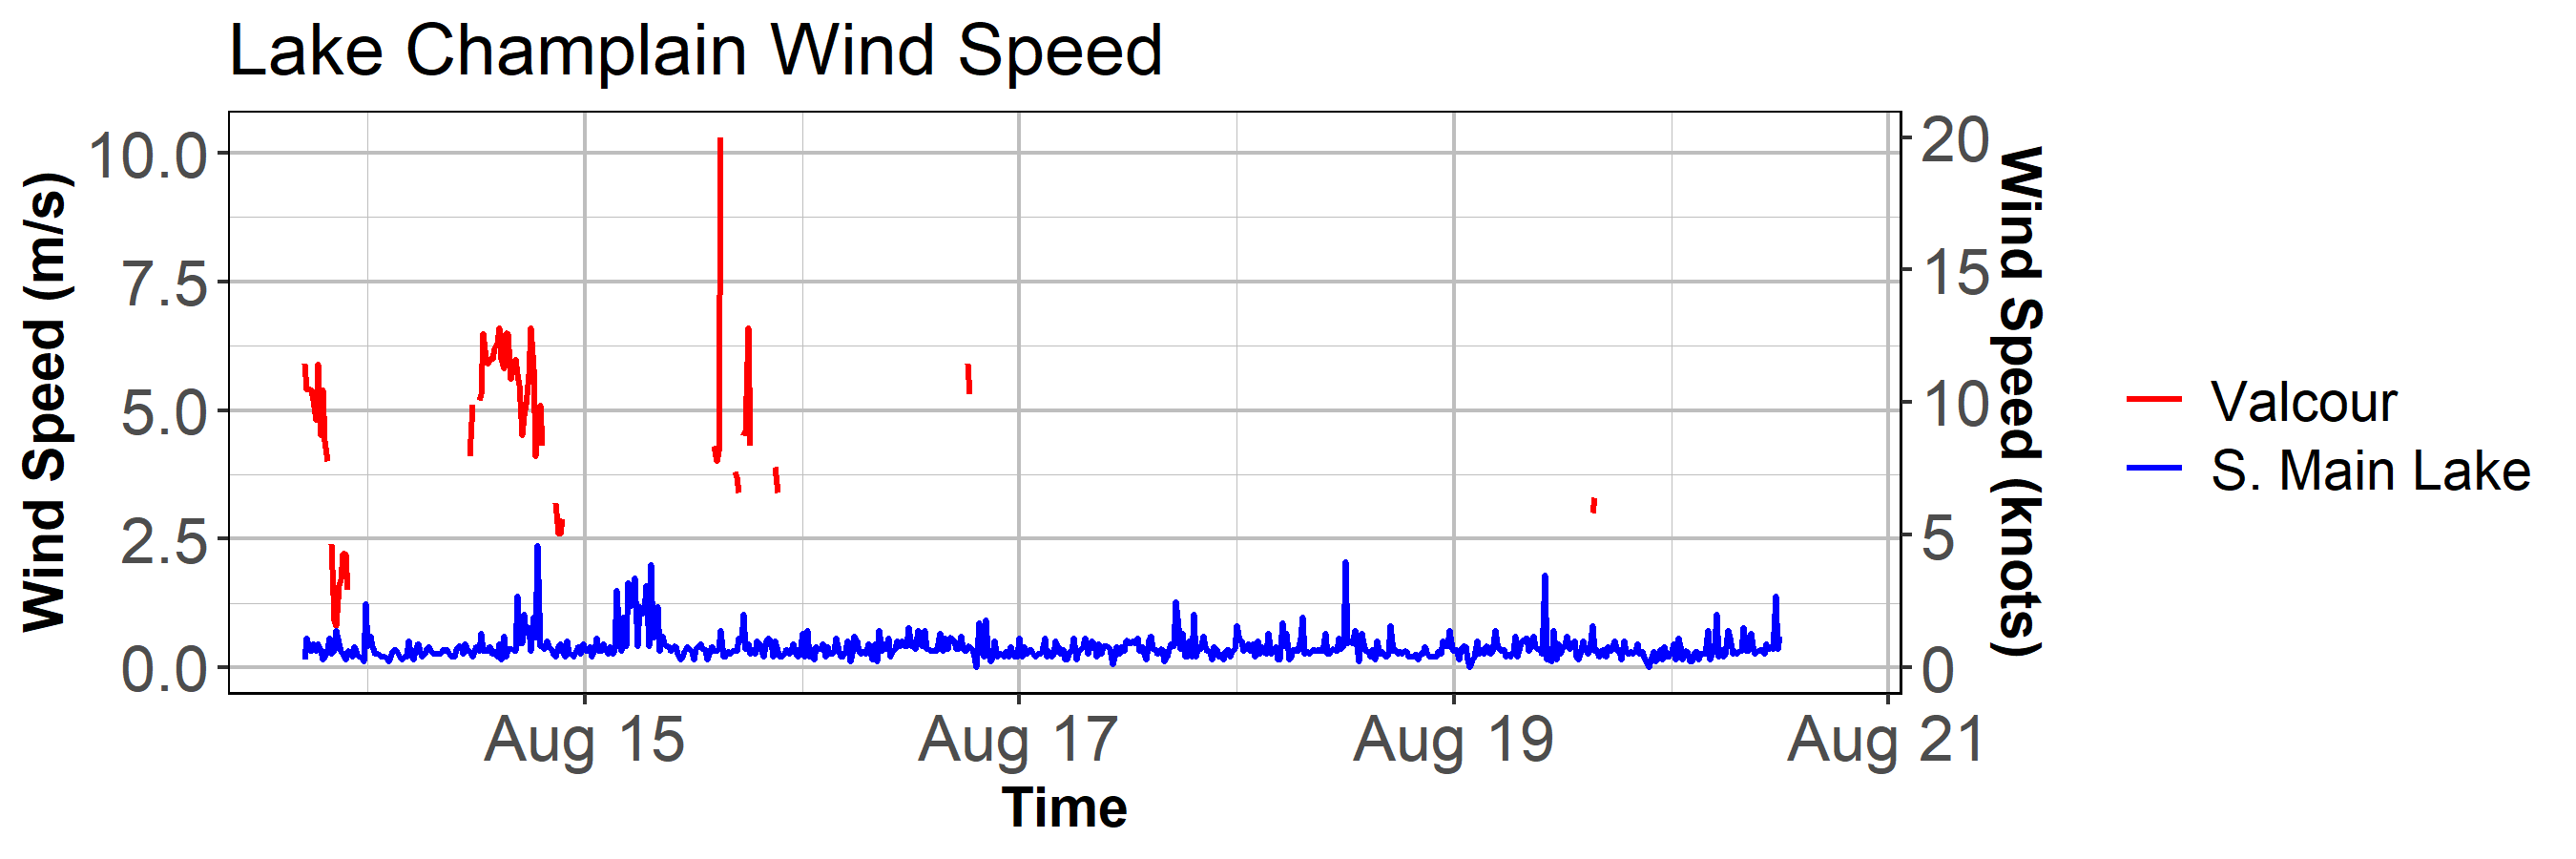 Lake Champlain Wind Speed
Wind Speed (m/s)
10.0
7.5
5.0
2.5
0.0
20
15
10
5
0
Wind Speed (knots)
Aug 15
Aug 17
Aug 19
Aug 21
Time
Valcour
S. Main Lake